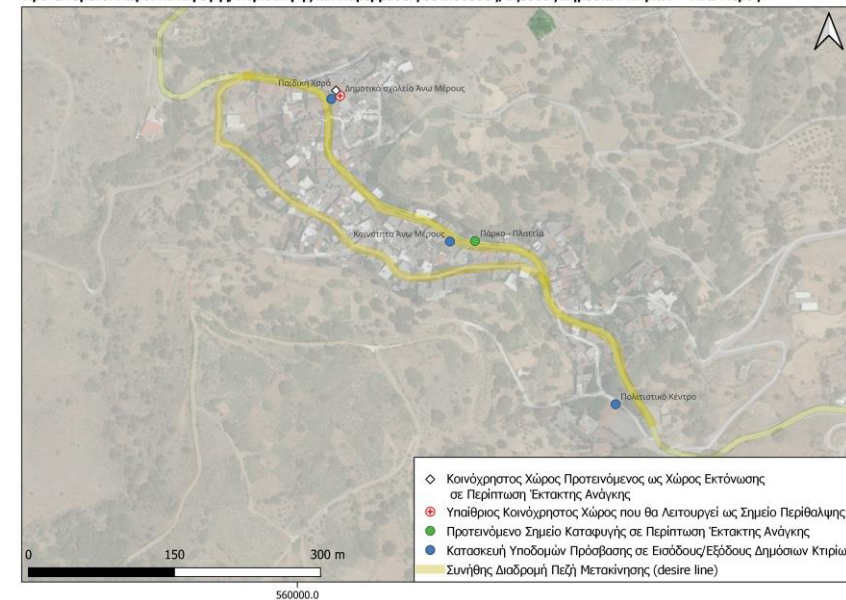 Παιδική Χαρά
Δημοτικό σχολείο Άνω Μέρους
Κοινότητα Άνω Μέρους
Πάρκο - Πλατεία
Πολιτιστικό Κέντρο
Κοινόχρηστος Χώρος Προτεινόμενος ως Χώρος Εκτόνωσης
σε Περίπτωση Έκτακτης Ανάγκης
Υπαίθριος Κοινόχρηστος Χώρος που θα Λειτουργεί ως Σημείο Περίθαλψης
Προτεινόμενο Σημείο Καταφυγής σε Περίπτωση Έκτακτης Ανάγκης
Κατασκευή Υποδομών Πρόσβασης σε Εισόδους/Εξόδους Δημόσιων Κτιρίω
Συνήθης Διαδρομή Πεζή Μετακίνησης (desire line)
0 150 300 m
560000.0